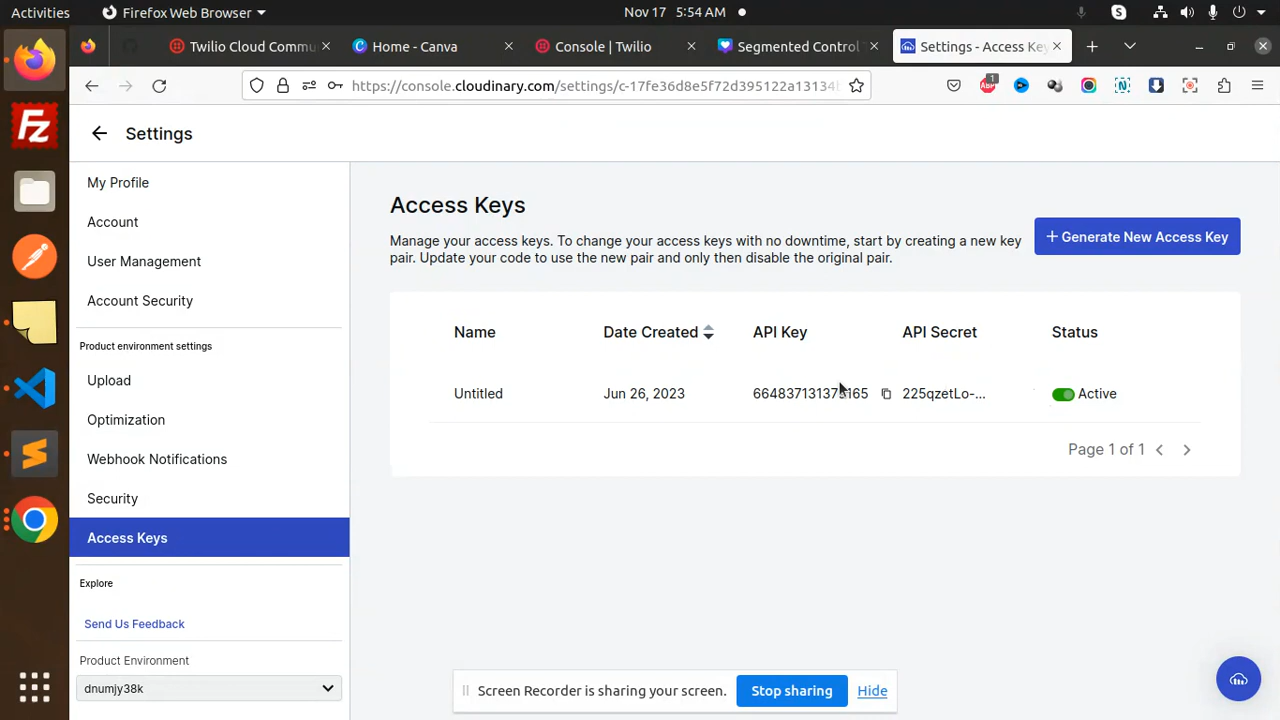 Activities
Firefox Web Browser
Nov 17 5:54 AM
Twilio Cloud Commu
Home - Canva
Console | Twilio
Segmented Control
Settings - Access Key
https://console.cloudinary.com/settings/c-17fe36d8e5f72d395122a13134
1
Settings
My Profile
Account
User Management
Account Security
Product environment settings
Upload
Optimization
Webhook Notifications
Security
Access Keys
Explore
Send Us Feedback
Product Environment
dnumjy38k
Access Keys
Manage your access keys. To change your access keys with no downtime, start by creating a new key
pair. Update your code to use the new pair and only then disable the original pair.
+ Generate New Access Key
Name Date Created API Key API Secret Status
Untitled Jun 26, 2023 225qzetLo-... Active
Page 1 of 1
Screen Recorder is sharing your screen.
Stop sharing
Hide